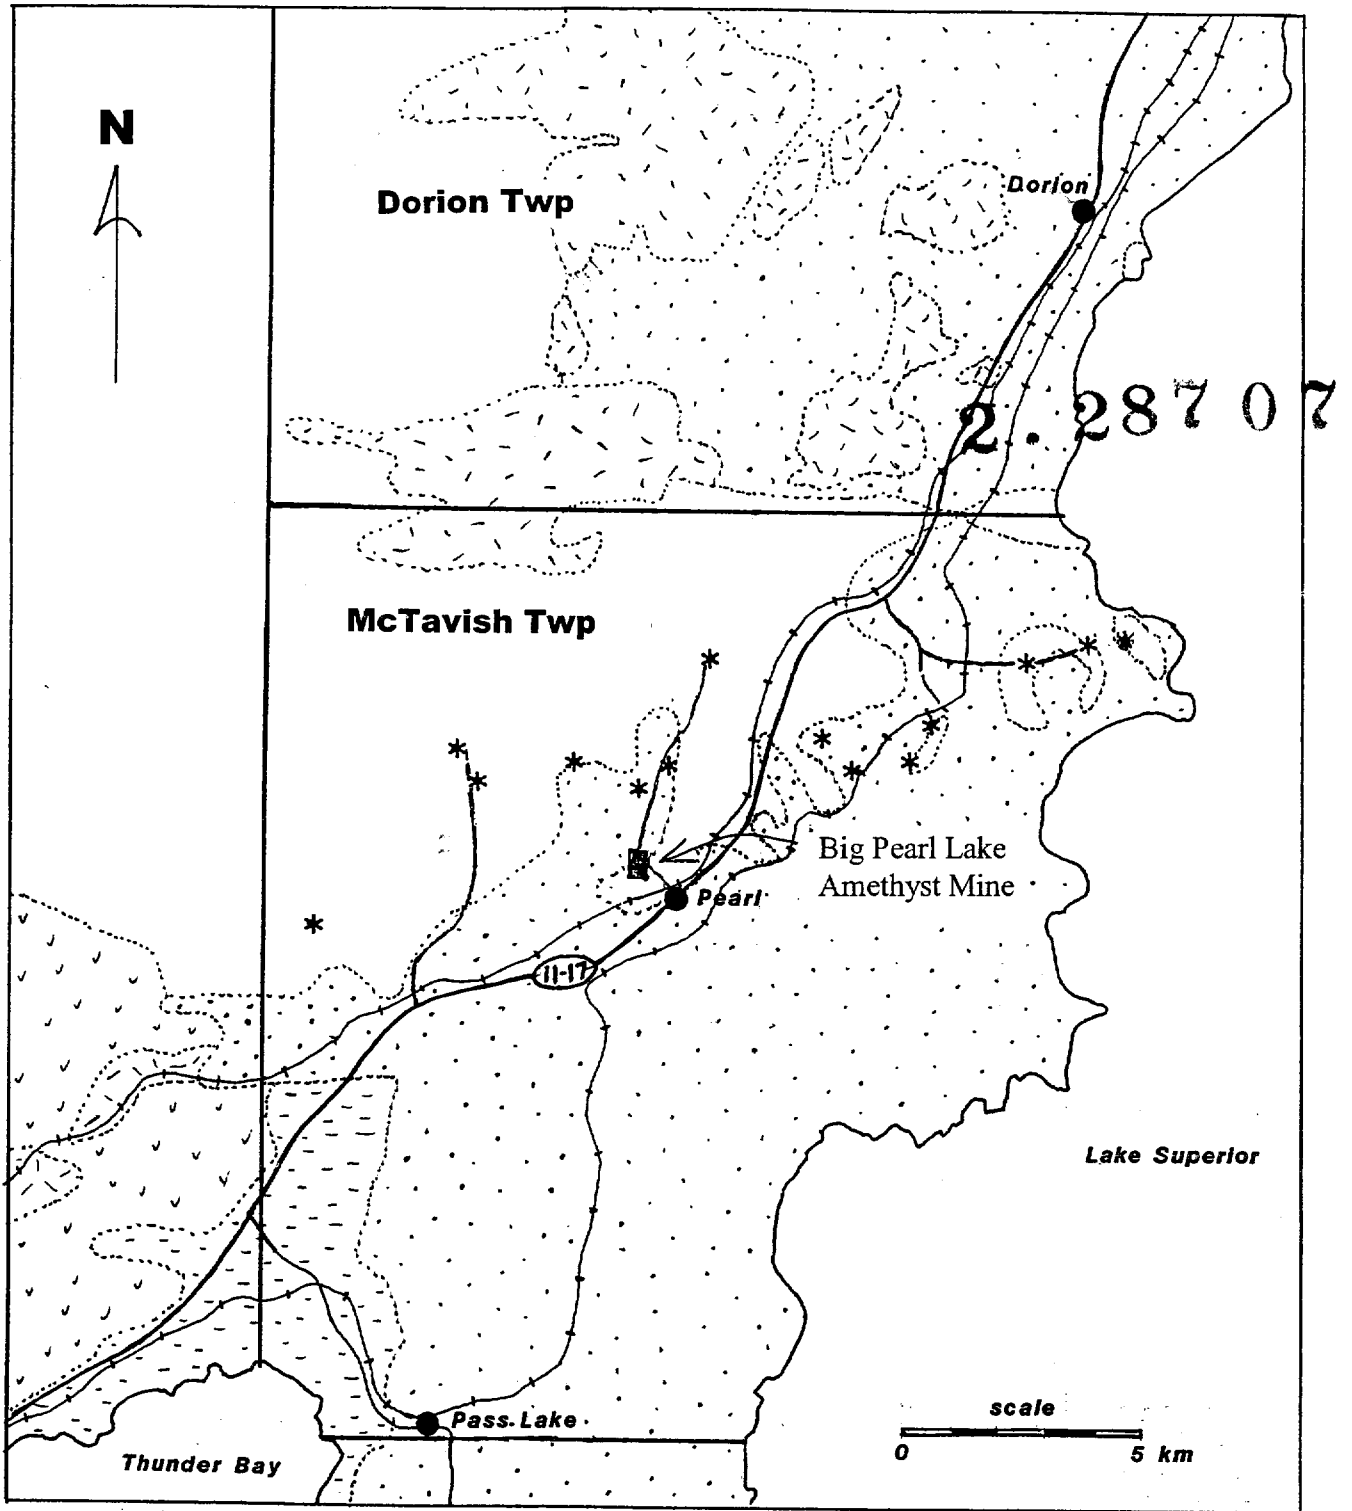 N
Dorion Twp
Dorion
2. 28707
McTavish Twp
Big Pearl Lake
Amethyst Mine
Pearl
11-17
Lake Superior
scale
0 5 km
Pass Lake
Thunder Bay